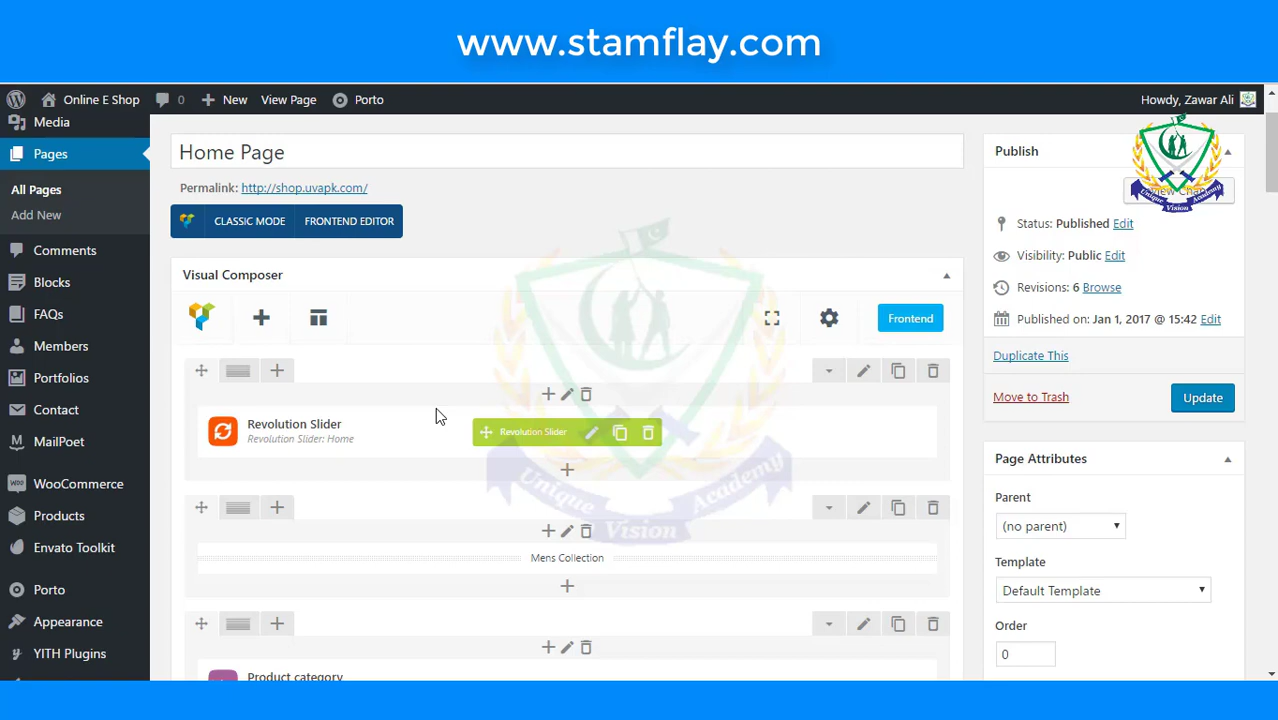 www.stamflay.com
Online E Shop 0 New View Page Porto Howdy, Zawar Ali
Media
Pages
All Pages
Add New
Comments
Blocks
FAQs
Members
Portfolios
Contact
MailPoet
WooCommerce
Products
Envato Toolkit
Porto
Appearance
YITH Plugins
Home Page
Permalink: http://shop.uvapk.com/
CLASSIC MODE FRONTEND EDITOR
Visual Composer
Frontend
Revolution Slider
Revolution Slider: Home
Revolution Slider
Mens Collection
Product category
Unique Vision Academy
Publish
Status: Published Edit
Visibility: Public Edit
Revisions: 6 Browse
Published on: Jan 1, 2017 @ 15:42 Edit
Duplicate This
Move to Trash Update
Page Attributes
Parent
(no parent)
Template
Default Template
Order
0